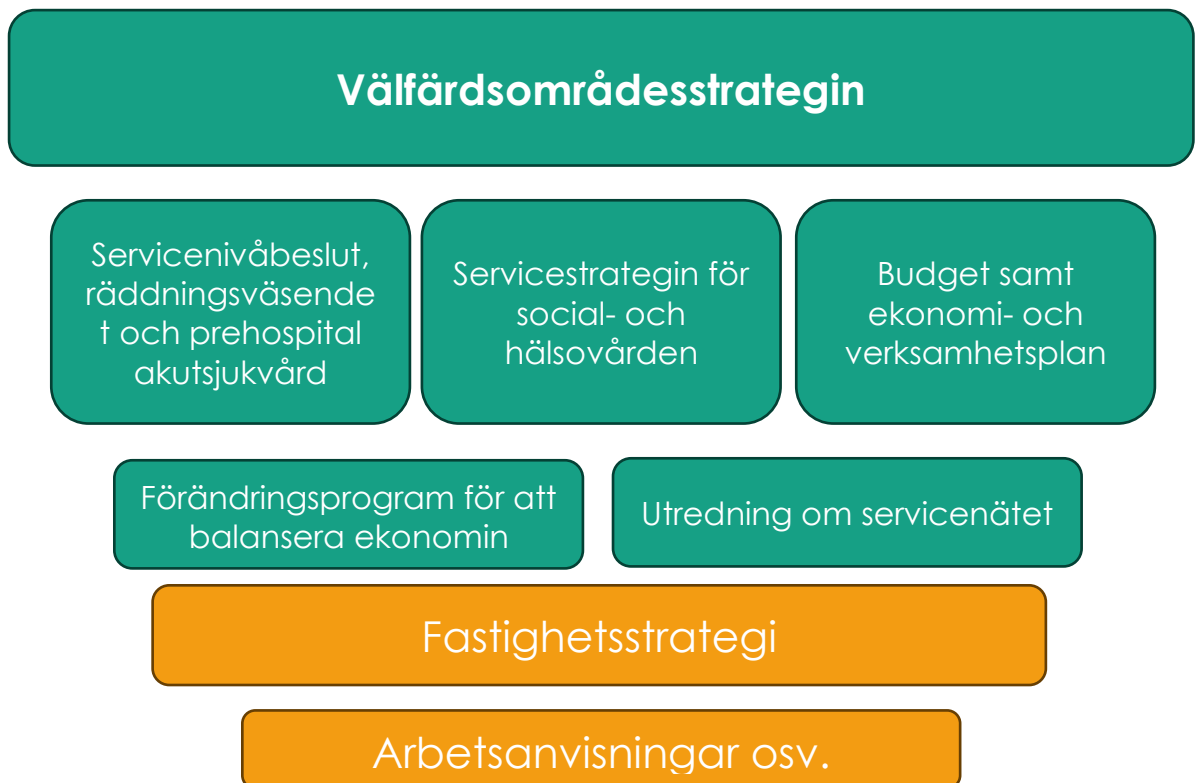 Välfärdsområdesstrategin
Servicenivåbeslut,
räddningsväsende
t och prehospital
akutsjukvård
Servicestrategin för
social- och
hälsovården
Budget samt
ekonomi- och
verksamhetsplan
Förändringsprogram för att
balansera ekonomin
Utredning om servicenätet
Fastighetsstrategi
Arbetsanvisningar osv.